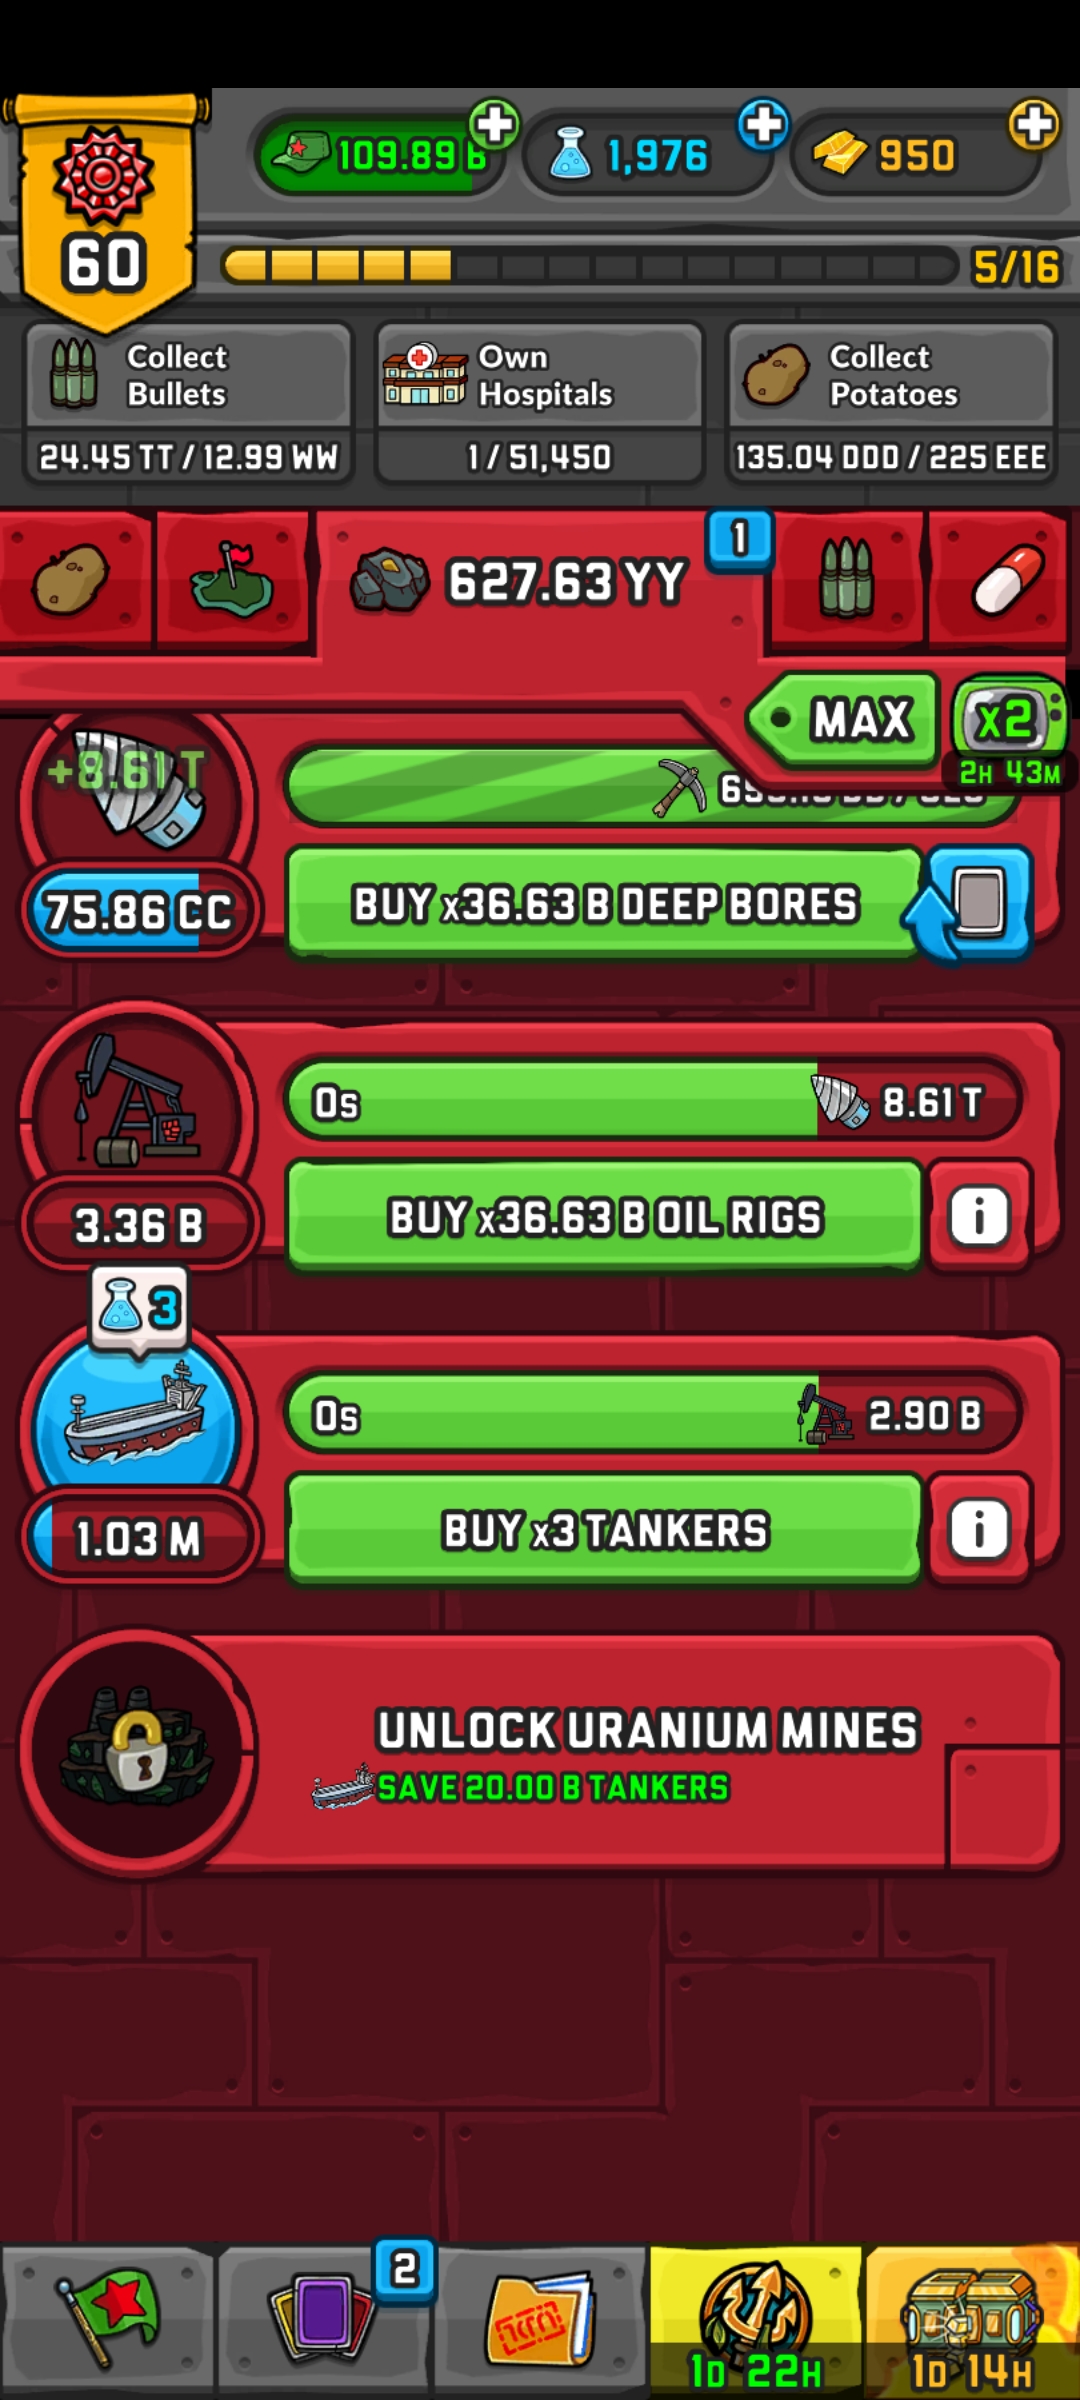 109.89 B
1,976
950
60
5/16
Collect
Bullets
24.45 TT / 12.99 WW
Own
Hospitals
1 / 51,450
Collect
Potatoes
135.04 DDD / 225 EEE
627.63 YY
1
MAX
x2
2H 43M
+8.61 T
75.86 CC
BUY x36.63 B DEEP BORES
0s
8.61 T
3.36 B
BUY x36.63 B OIL RIGS
i
3
0s
2.90 B
1.03 M
BUY x3 TANKERS
i
UNLOCK URANIUM MINES
SAVE 20.00 B TANKERS
2
1D 22H
1D 14H